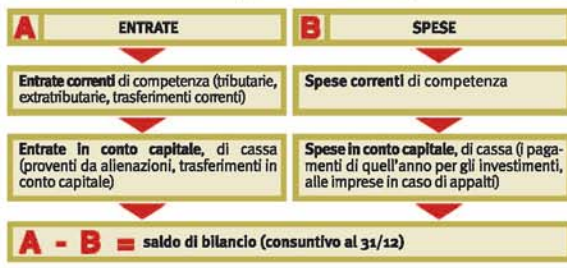 A ENTRATE
Entrate correnti di competenza (tributarie,
extratributarie, trasferimenti correnti)
Entrate in conto capitale, di cassa
(proventi da alienazioni, trasferimenti in
conto capitale)
B SPESE
Spese correnti di competenza
Spese in conto capitale, di cassa (i paga-
menti di quell'anno per gli investimenti,
alle imprese in caso di appalti)
A - B = saldo di bilancio (consuntivo al 31/12)